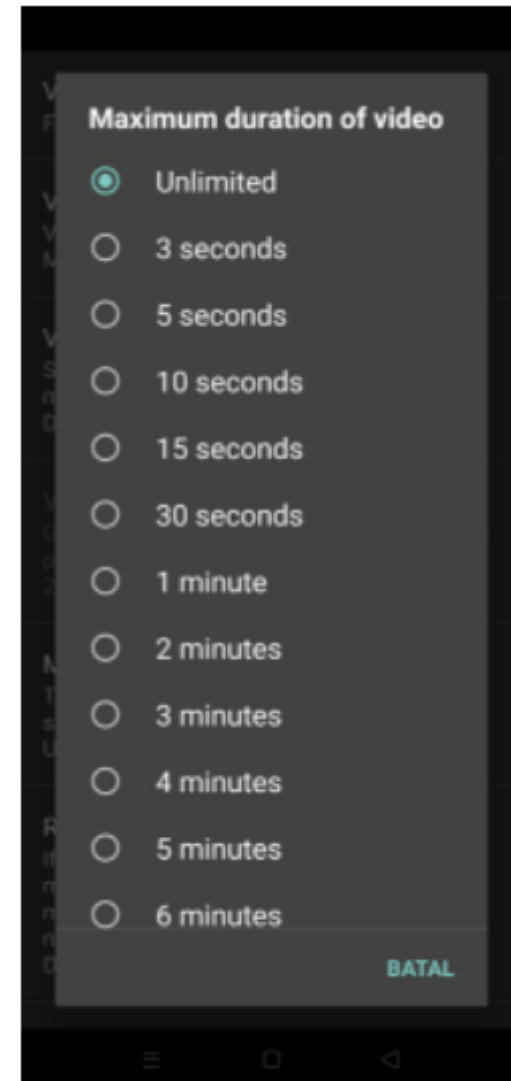 Maximum duration of video
Unlimited
3 seconds
5 seconds
10 seconds
15 seconds
30 seconds
1 minute
2 minutes
3 minutes
4 minutes
5 minutes
6 minutes
BATAL